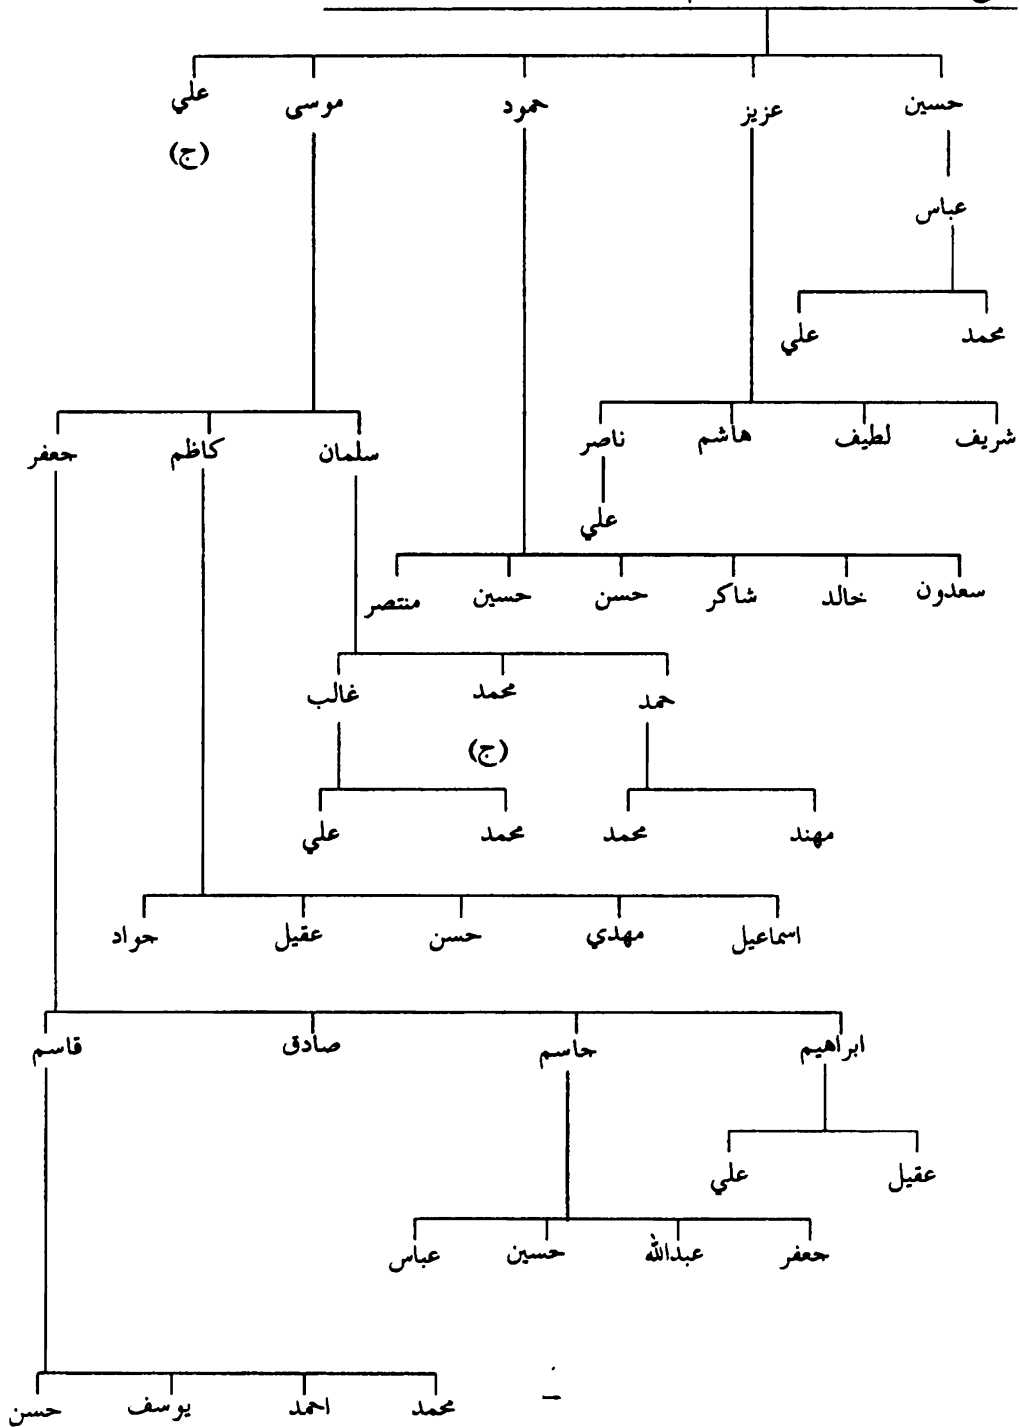 حسين عزيز حمود موسى علي
(ج)
عباس
محمد علي
شريف لطيف هاشم ناصر
سلمان كاظم جعفر
علي
سعدون خالد شاكر حسن حسين منتصر
حمد محمد غالب
(ج)
مهند محمد محمد علي
اسماعيل مهدي حسن عقيل جواد
ابراهيم جاسم صادق قاسم
عقيل علي
جعفر عبدالله حسين عباس
محمد احمد يوسف حسن